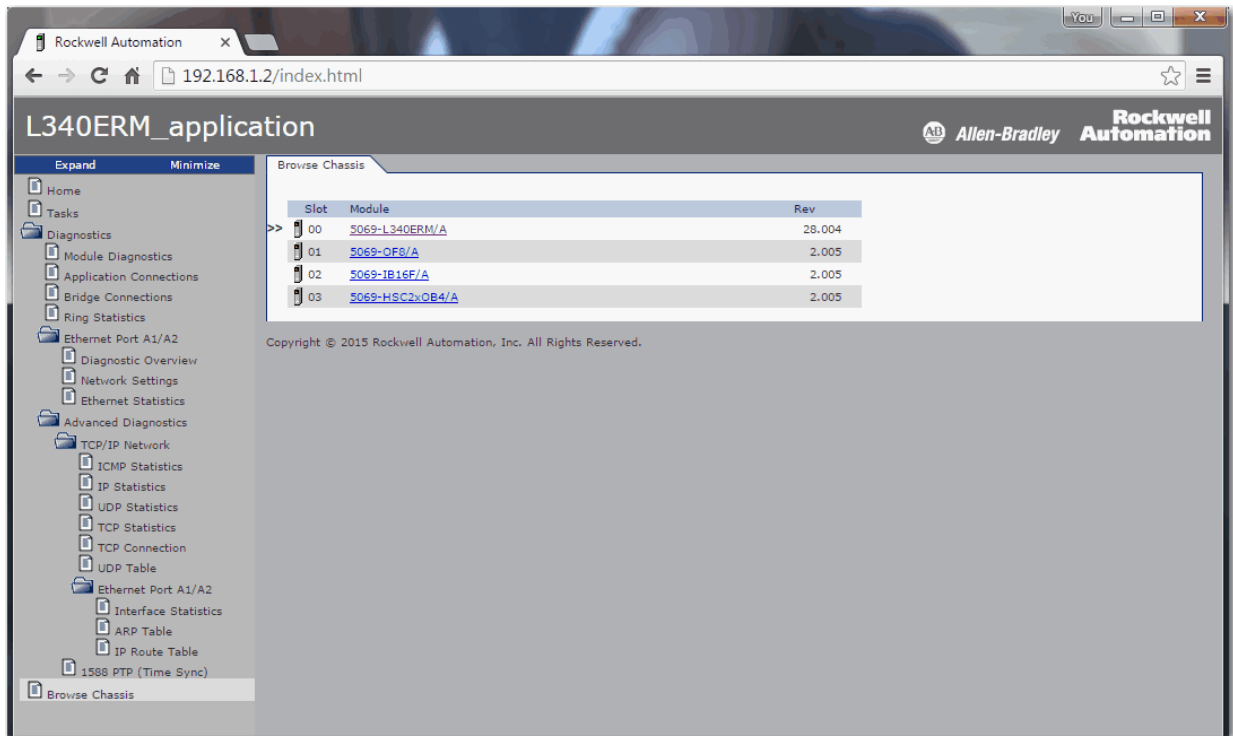 You
Rockwell Automation
192.168.1.2/index.html
L340ERM_application
AB Allen-Bradley Rockwell Automation
Expand Minimize
Home
Tasks
Diagnostics
Module Diagnostics
Application Connections
Bridge Connections
Ring Statistics
Ethernet Port A1/A2
Diagnostic Overview
Network Settings
Ethernet Statistics
Advanced Diagnostics
TCP/IP Network
ICMP Statistics
IP Statistics
UDP Statistics
TCP Statistics
TCP Connection
UDP Table
Ethernet Port A1/A2
Interface Statistics
ARP Table
IP Route Table
1588 PTP (Time Sync)
Browse Chassis
Browse Chassis
Slot Module Rev
>> 00 5069-L340ERM/A 28.004
01 5069-OF8/A 2.005
02 5069-IB16F/A 2.005
03 5069-HSC2xOB4/A 2.005
Copyright © 2015 Rockwell Automation, Inc. All Rights Reserved.